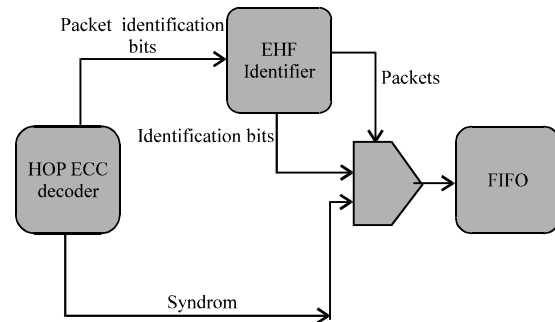 Packet identification
bits
EHF
Identifier
Packets
Identification bits
HOP ECC
decoder
FIFO
Syndrom